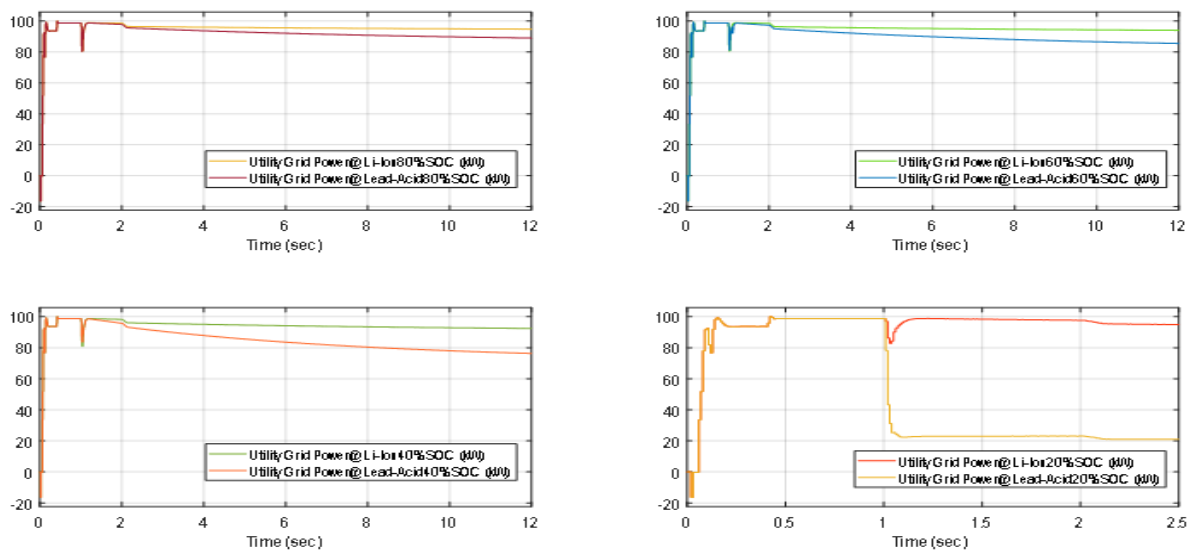 100
80
60
40
20
0
-20
Utility Grid Power@ Li-Ion80%SOC (kW)
Utility Grid Power@ Lead-Acid80%SOC (kW)
0 2 4 6 8 10 12
Time (sec)
100
80
60
40
20
0
-20
Utility Grid Power@ Li-Ion60%SOC (kW)
Utility Grid Power@ Lead-Acid60%SOC (kW)
0 2 4 6 8 10 12
Time (sec)
100
80
60
40
20
0
-20
Utility Grid Power@ Li-Ion40%SOC (kW)
Utility Grid Power@ Lead-Acid40%SOC (kW)
0 2 4 6 8 10 12
Time (sec)
100
80
60
40
20
0
-20
Utility Grid Power@ Li-Ion20%SOC (kW)
Utility Grid Power@ Lead-Acid20%SOC (kW)
0 0.5 1 1.5 2 2.5
Time (sec)